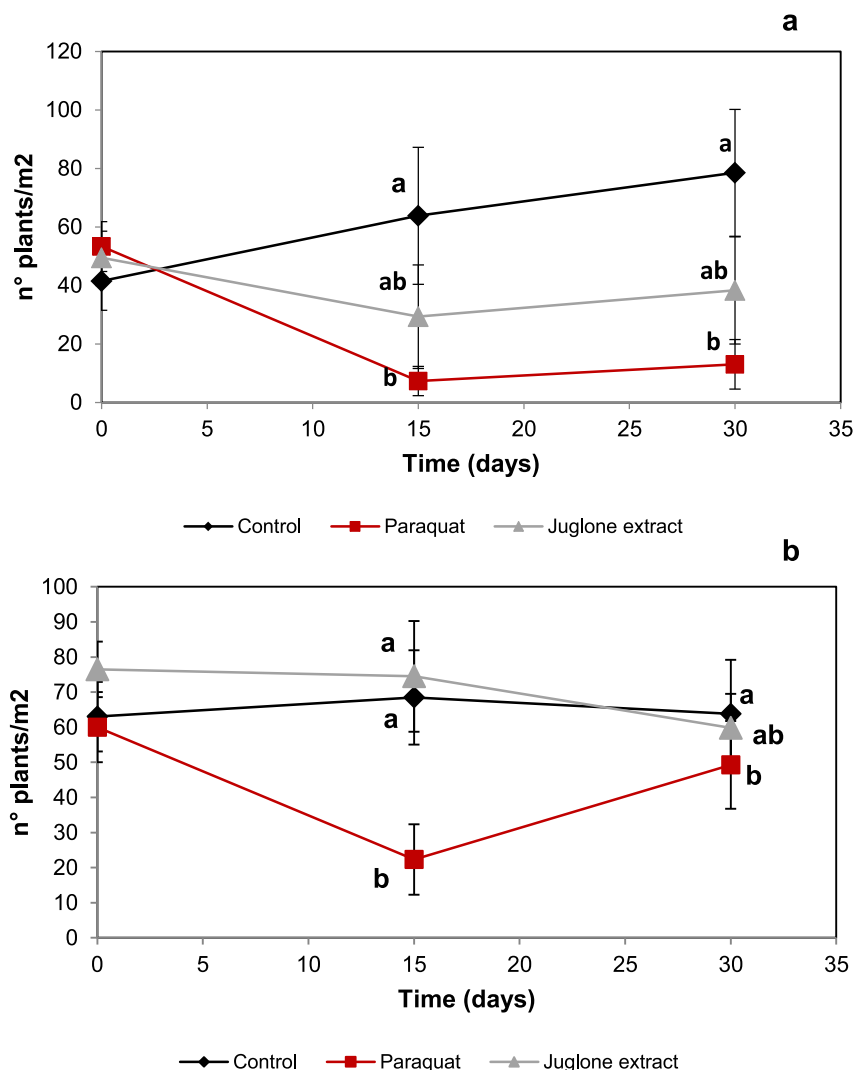 a
120
100
80
60
40
20
0
n° plants/m2
a
a
ab
ab
b
b
0 5 10 15 20 25 30 35
Time (days)
Control Paraquat Juglone extract
b
100
90
80
70
60
50
40
30
20
10
0
n° plants/m2
a
a
b
a
ab
b
0 5 10 15 20 25 30 35
Time (days)
Control Paraquat Juglone extract